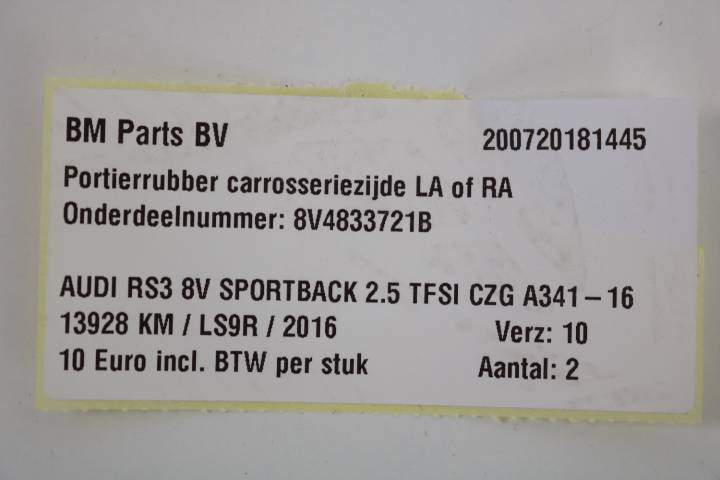 BM Parts BV 200720181445
Portierrubber carrosseriezijde LA of RA
Onderdeelnummer: 8V4833721B
AUDI RS3 8V SPORTBACK 2.5 TFSI CZG A341-16
13928 KM / LS9R / 2016 Verz: 10
10 Euro incl. BTW per stuk Aantal: 2